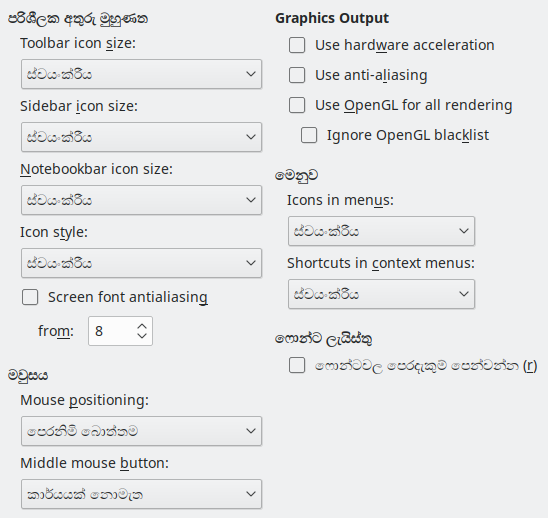 පරිශීලක අතුරු මුහුණත
Toolbar icon size:
ස්වයංක්රීය
Sidebar icon size:
ස්වයංක්රීය
Notebookbar icon size:
ස්වයංක්රීය
Icon style:
ස්වයංක්රීය
Screen font antialiasing
from: 8
මවුසය
Mouse positioning:
පෙරනිමි බොත්තම
Middle mouse button:
කාර්යයක් නොමැත
Graphics Output
Use hardware acceleration
Use anti-aliasing
Use OpenGL for all rendering
Ignore OpenGL blacklist
මෙනුව
Icons in menus:
ස්වයංක්රීය
Shortcuts in context menus:
ස්වයංක්රීය
ෆොන්ට ලැයිස්තු
ෆොන්ටවල පෙරදැකුම් පෙන්වන්න (r)